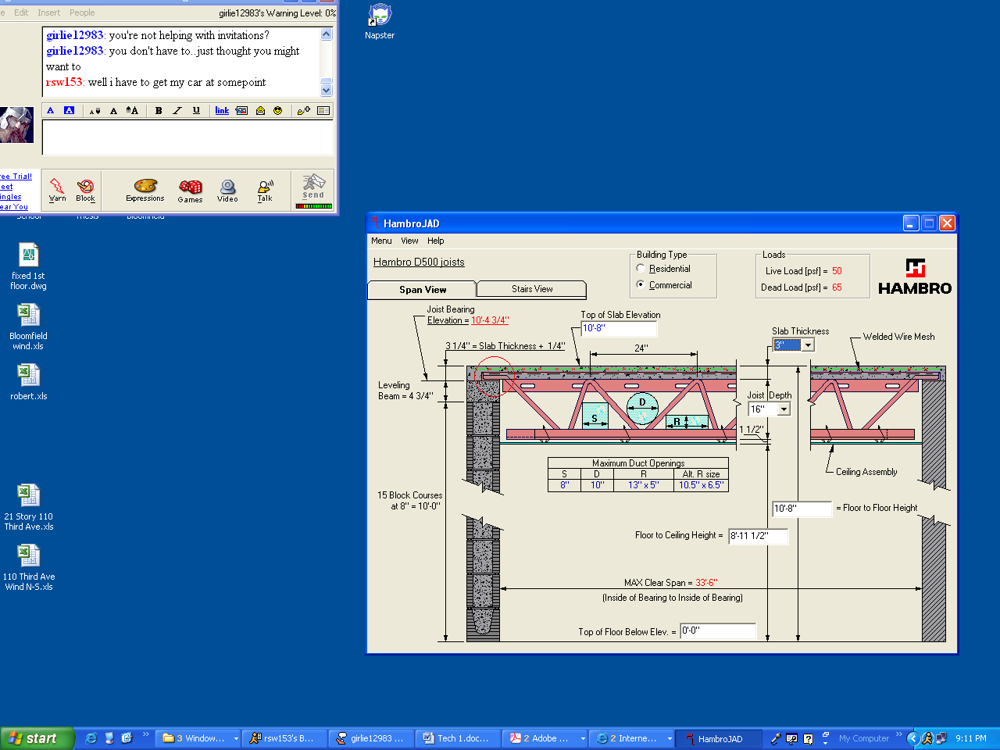 Edit Insert People
girlie12983's Warning Level: 0%
girlie12983: you're not helping with invitations?
girlie12983: you don't have to..just thought you might
want to
rsw153: well i have to get my car at somepoint
A A A A A B I U link
ree Trial!
eet
ingles
ear You
Warn Block Expressions Games Video Talk Send
Napster
fixed 1st
floor.dwg
Bloomfield
wind.xls
robert.xls
21 Story 110
Third Ave.xls
110 Third Ave
Wind N-S.xls
HambroJAD
Menu View Help
Hambro D500 joists
Building Type
Residential
Commercial
Loads
Live Load [psf] = 50
Dead Load [psf] = 65
HAMBRO
Span View
Stairs View
Joist Bearing
Elevation = 10'-4 3/4"
Top of Slab Elevation
10'-8"
Slab Thickness
3"
Welded Wire Mesh
3 1/4" = Slab Thickness + 1/4"
24"
Leveling
Beam = 4 3/4"
Joist Depth
16"
S
D
R
1 1/2"
Ceiling Assembly
Maximum Duct Openings
S D R Alt. R size
8" 10" 13" x 5" 10.5" x 6.5"
15 Block Courses
at 8" = 10'-0"
10'-8" = Floor to Floor Height
Floor to Ceiling Height = 8'-11 1/2"
MAX Clear Span = 33'-6"
(Inside of Bearing to Inside of Bearing)
Top of Floor Below Elev. = 0'-0"
start
3 Window...
rsw153's B...
girlie12983 ...
Tech 1.doc...
2 Adobe ...
2 Interne...
HambroJAD
My Computer
9:11 PM